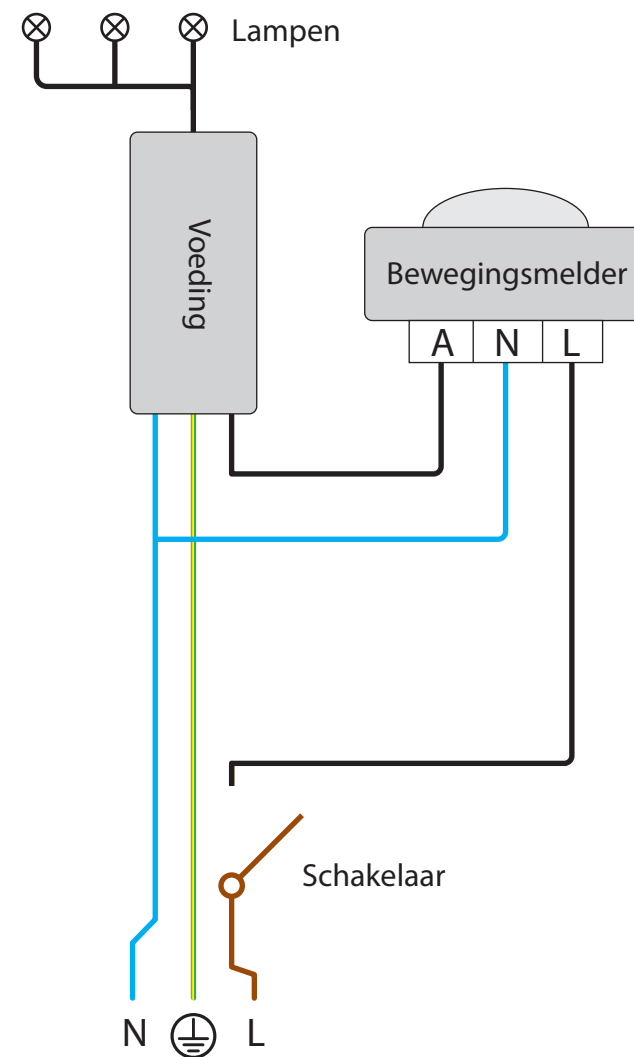 Lampen
Voeding
Bewegingsmelder
A N L
Schakelaar
N L